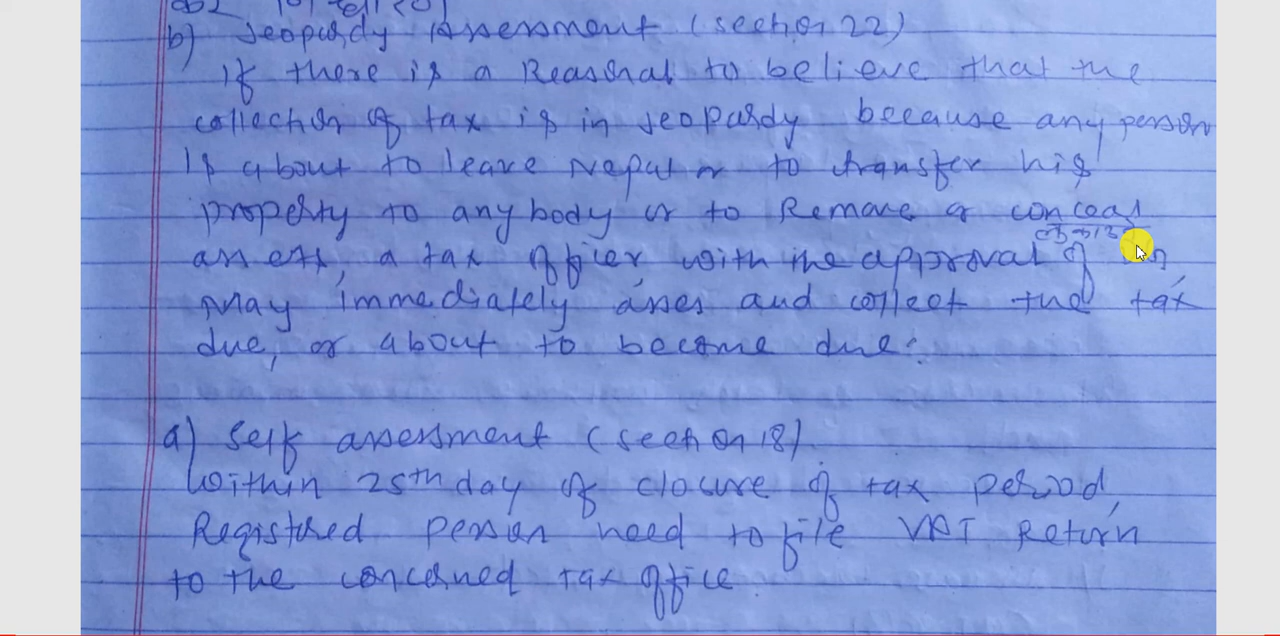 b) Jeopardy Assessment (section 22)
If there is a Reasonal to believe that the
collection of tax is in Jeopardy because any person
is about to leave Nepal or to transfer his
property to anybody or to Remove or conceal
assets, a tax officer with the approval of
may immediately asses and collect the tax
due, or about to become due.
a) Self assessment (section 18)
Within 25th day of closure of tax period,
Registered person need to file VAT Return
to the concerned tax office.